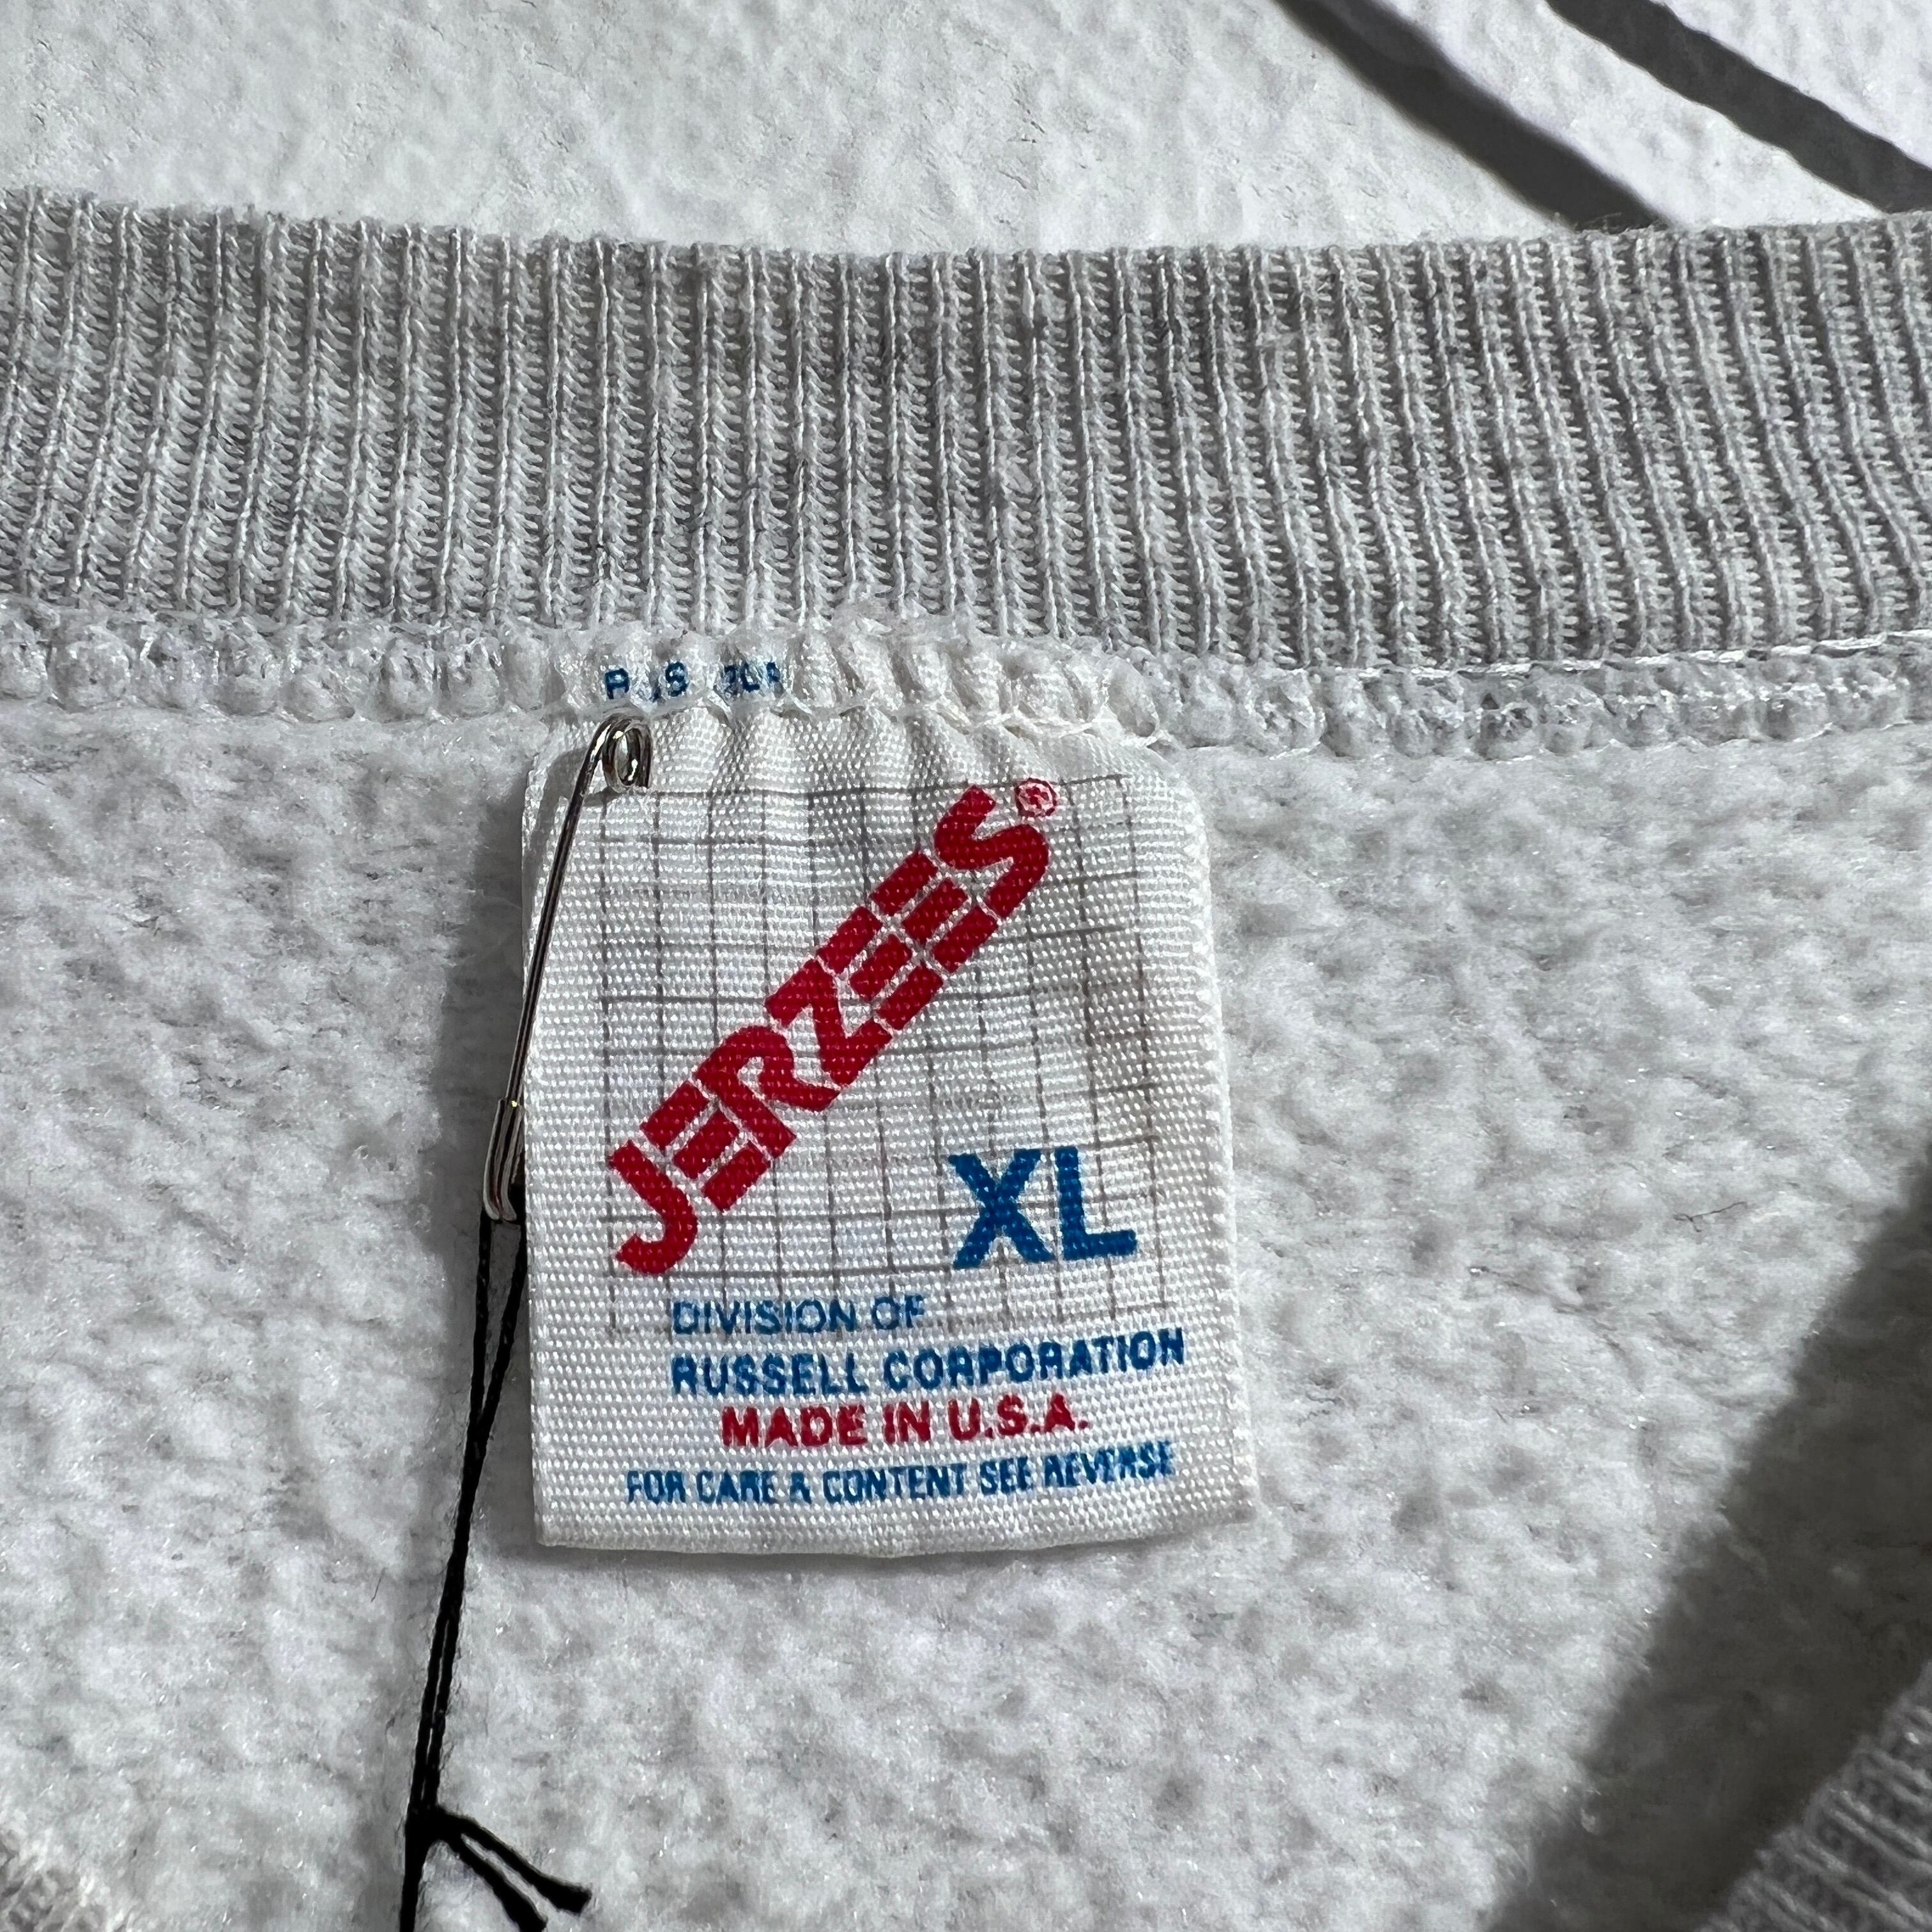 JERZEES®
XL
DIVISION OF
RUSSELL CORPORATION
MADE IN U.S.A.
FOR CARE & CONTENT SEE REVERSE